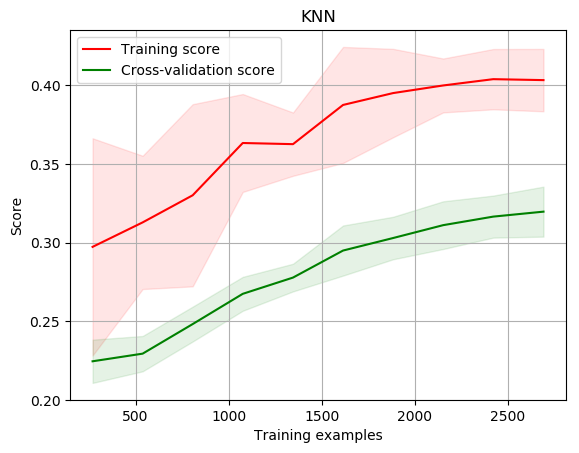 KNN
Training score
Cross-validation score
0.40
0.35
0.30
0.25
0.20
Score
500
1000
1500
2000
2500
Training examples